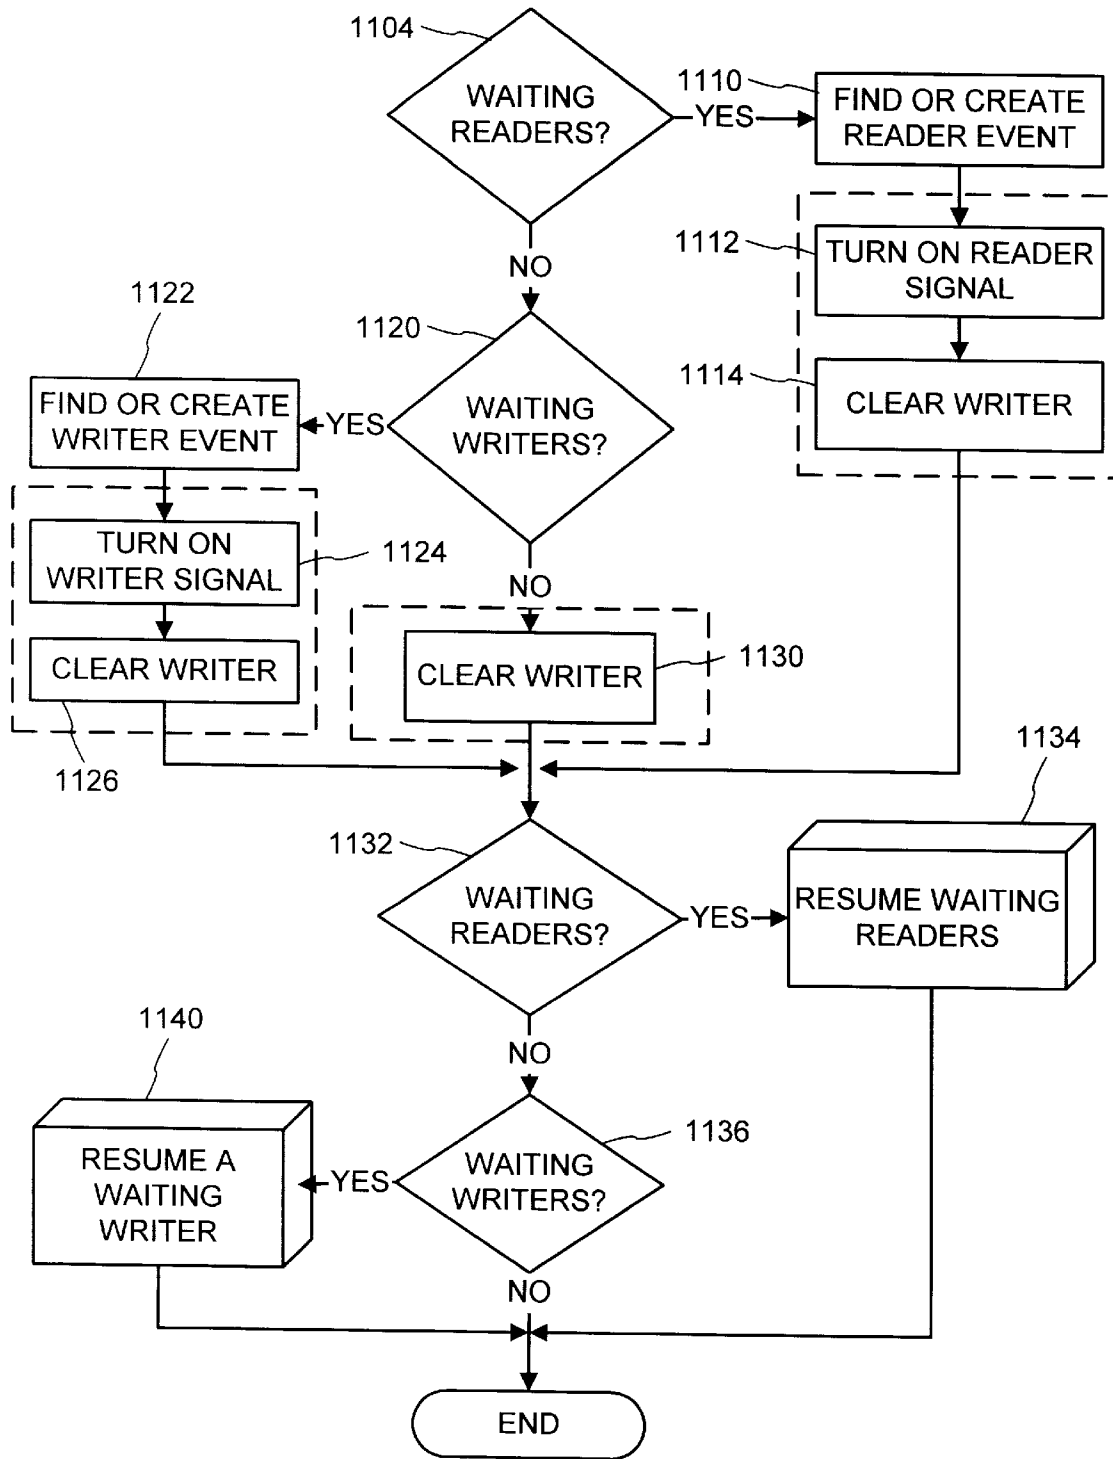 1104
WAITING
READERS?
YES
1110
FIND OR CREATE
READER EVENT
1112
TURN ON READER
SIGNAL
1114
CLEAR WRITER
NO
1120
WAITING
WRITERS?
YES
1122
FIND OR CREATE
WRITER EVENT
TURN ON
WRITER SIGNAL
1124
CLEAR WRITER
1126
NO
CLEAR WRITER
1130
1132
WAITING
READERS?
YES
1134
RESUME WAITING
READERS
NO
1136
WAITING
WRITERS?
YES
1140
RESUME A
WAITING
WRITER
NO
END